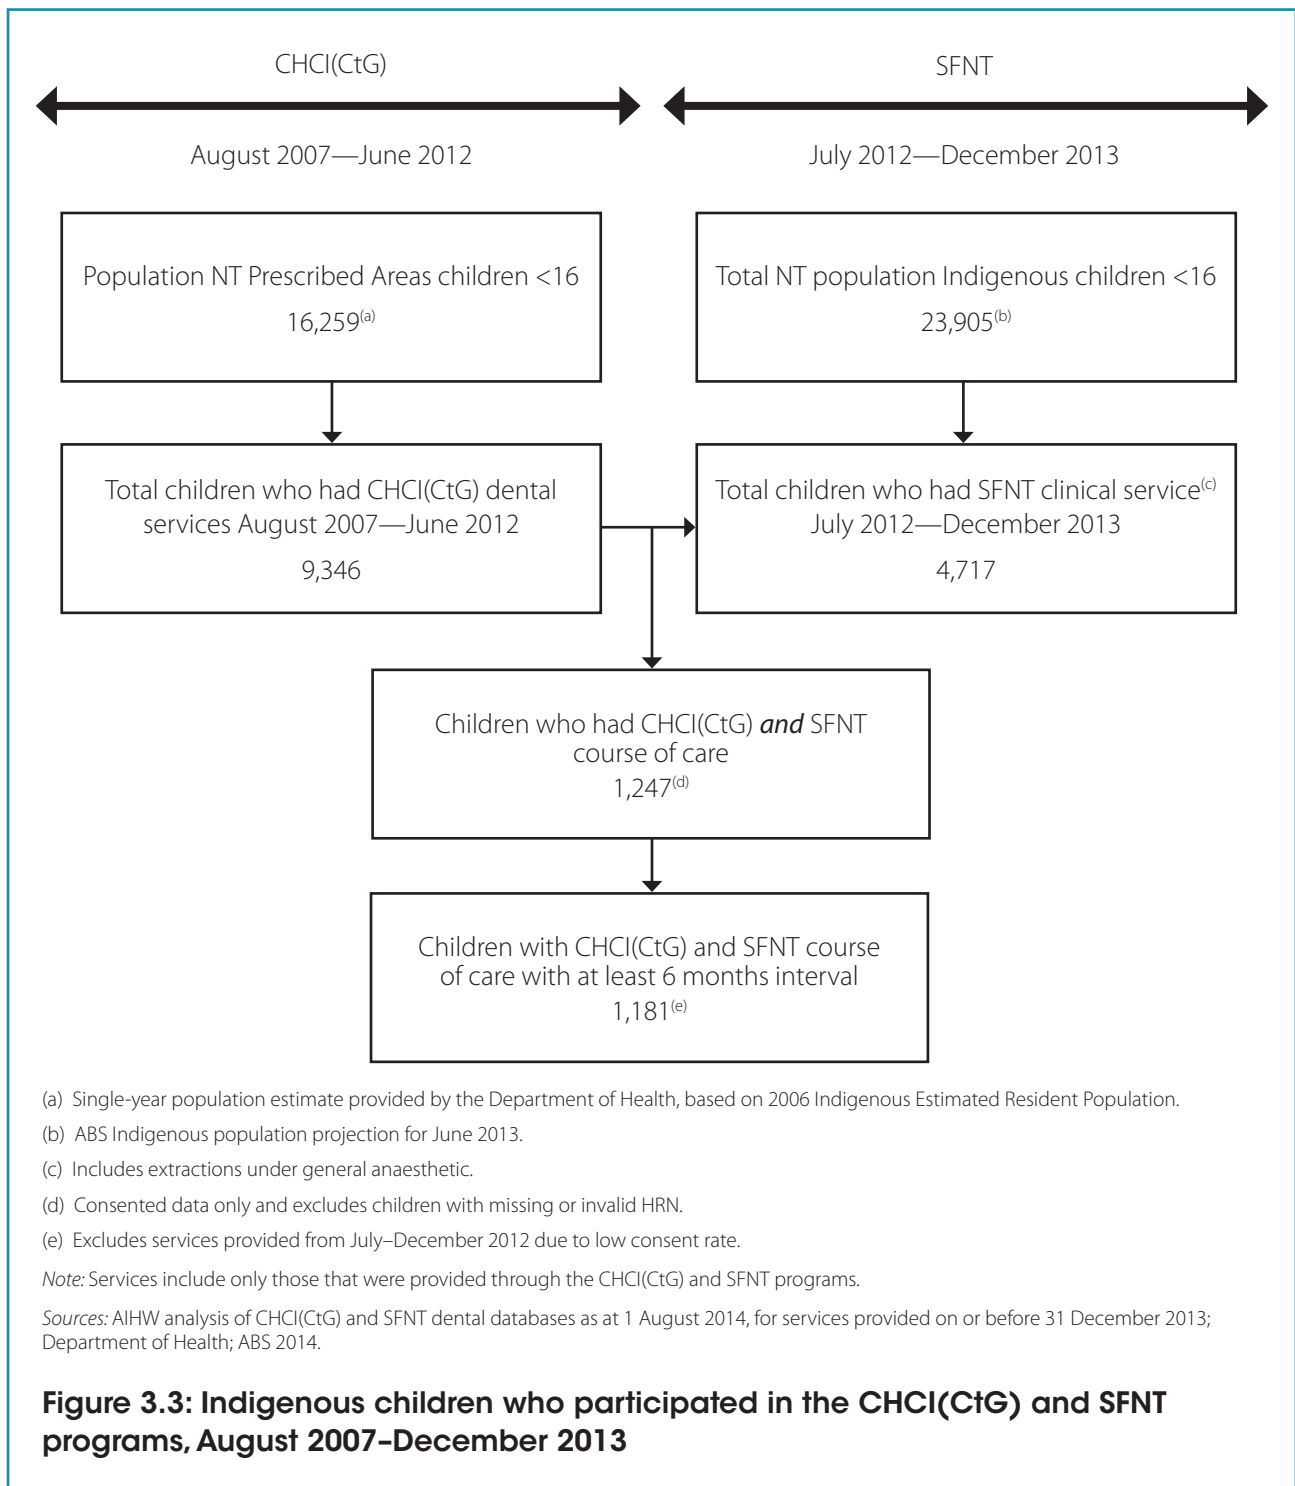 CHCI(CtG)
SFNT
August 2007—June 2012
July 2012—December 2013
Population NT Prescribed Areas children <16
16,259(a)
Total NT population Indigenous children <16
23,905(b)
Total children who had CHCI(CtG) dental
services August 2007—June 2012
9,346
Total children who had SFNT clinical service(c)
July 2012—December 2013
4,717
Children who had CHCI(CtG) and SFNT
course of care
1,247(d)
Children with CHCI(CtG) and SFNT course
of care with at least 6 months interval
1,181(e)
(a) Single-year population estimate provided by the Department of Health, based on 2006 Indigenous Estimated Resident Population.
(b) ABS Indigenous population projection for June 2013.
(c) Includes extractions under general anaesthetic.
(d) Consented data only and excludes children with missing or invalid HRN.
(e) Excludes services provided from July–December 2012 due to low consent rate.
Note: Services include only those that were provided through the CHCI(CtG) and SFNT programs.
Sources: AIHW analysis of CHCI(CtG) and SFNT dental databases as at 1 August 2014, for services provided on or before 31 December 2013;
Department of Health; ABS 2014.
Figure 3.3: Indigenous children who participated in the CHCI(CtG) and SFNT
programs, August 2007–December 2013